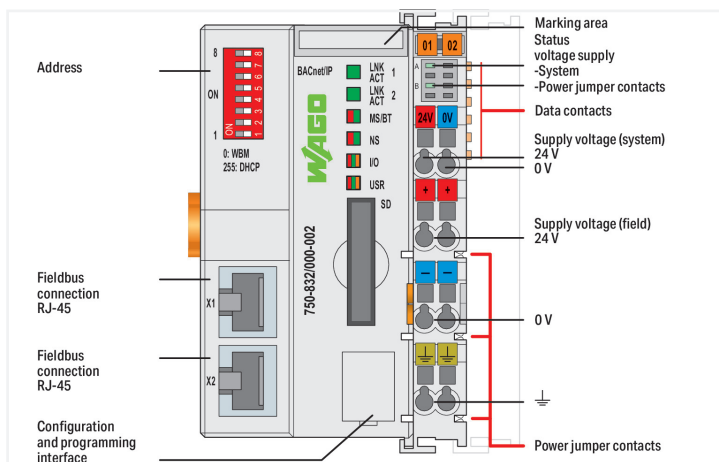 Address
8
ON
1
8
7
6
5
4
3
2
1
ON
0: WBM
255: DHCP
Fieldbus
connection
RJ-45
X1
Fieldbus
connection
RJ-45
X2
Configuration
and programming
interface
BACnet/IP
LNK
ACT 1
LNK
ACT 2
MS/BT
NS
I/O
USR
SD
WAGO
750-832/000-002
01 02
A
B
24V 0V
+ +
− −
Marking area
Status
voltage supply
-System
-Power jumper contacts
Data contacts
Supply voltage (system)
24 V
0 V
Supply voltage (field)
24 V
0 V
Power jumper contacts